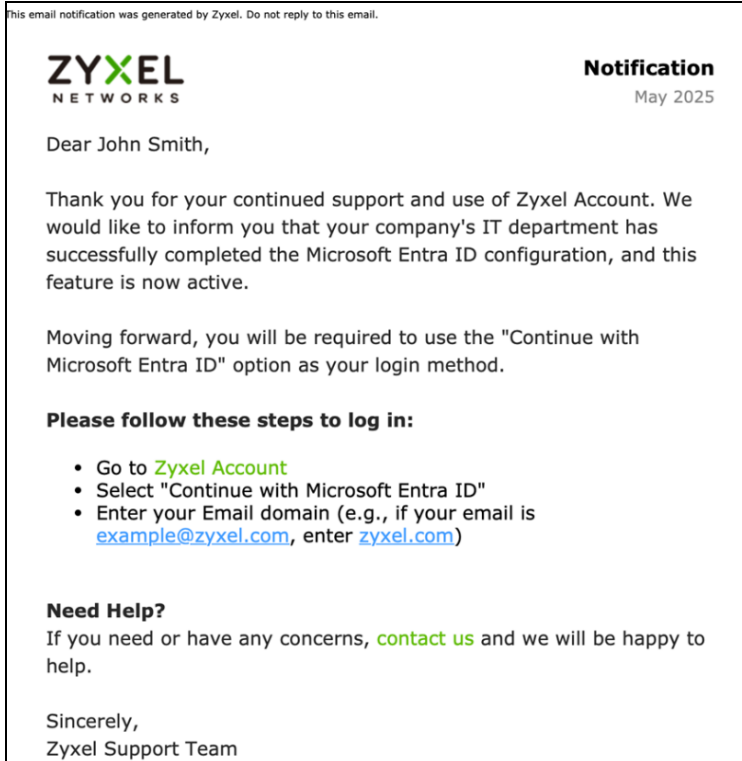 This email notification was generated by Zyxel. Do not reply to this email.
ZYXEL
NETWORKS
Notification
May 2025
Dear John Smith,
Thank you for your continued support and use of Zyxel Account. We
would like to inform you that your company's IT department has
successfully completed the Microsoft Entra ID configuration, and this
feature is now active.
Moving forward, you will be required to use the "Continue with
Microsoft Entra ID" option as your login method.
Please follow these steps to log in:
• Go to Zyxel Account
• Select "Continue with Microsoft Entra ID"
• Enter your Email domain (e.g., if your email is
example@zyxel.com, enter zyxel.com)
Need Help?
If you need or have any concerns, contact us and we will be happy to
help.
Sincerely,
Zyxel Support Team